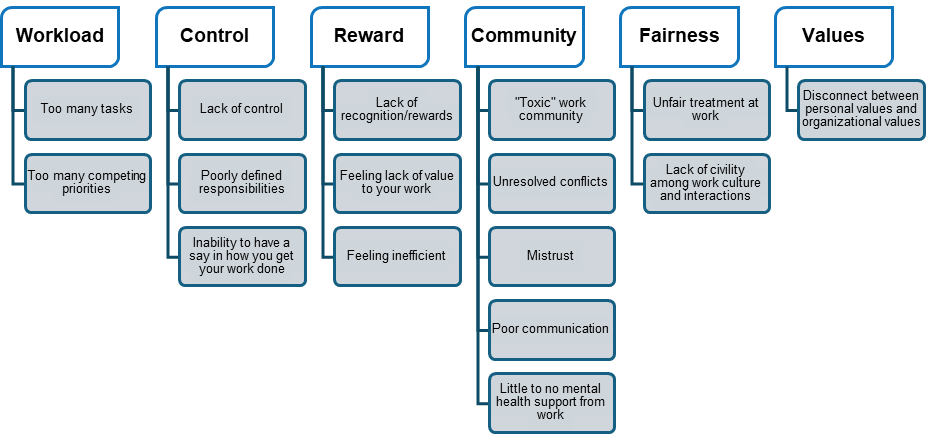 Workload
Too many tasks
Too many competing
priorities
Control
Lack of control
Poorly defined
responsibilities
Inability to have a
say in how you get
your work done
Reward
Lack of
recognition/rewards
Feeling lack of value
to your work
Feeling inefficient
Community
"Toxic" work
community
Unresolved conflicts
Mistrust
Poor communication
Little to no mental
health support from
work
Fairness
Unfair treatment at
work
Lack of civility
among work culture
and interactions
Values
Disconnect between
personal values and
organizational values